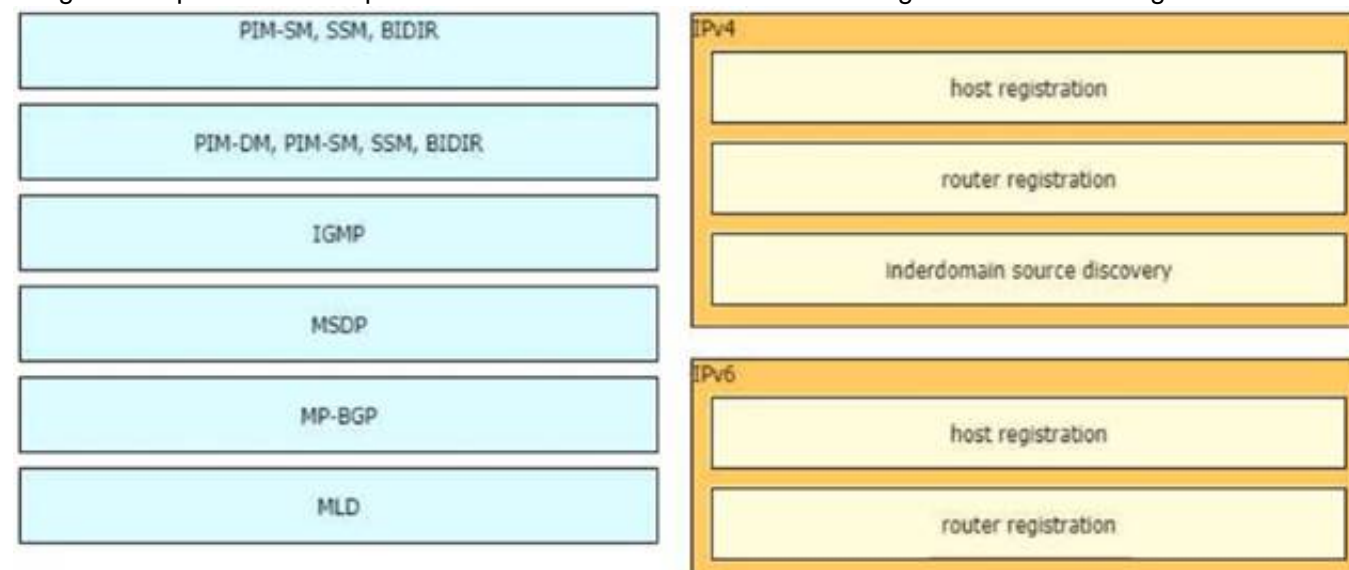 PIM-SM, SSM, BIDIR
PIM-DM, PIM-SM, SSM, BIDIR
IGMP
MSDP
MP-BGP
MLD
IPv4
host registration
router registration
inderdomain source discovery
IPv6
host registration
router registration